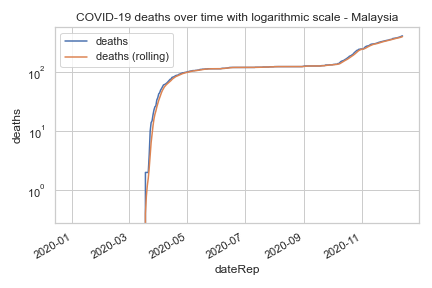 COVID-19 deaths over time with logarithmic scale - Malaysia
deaths
deaths (rolling)
10²
10¹
10⁰
deaths
2020-01
2020-03
2020-05
2020-07
2020-09
2020-11
dateRep